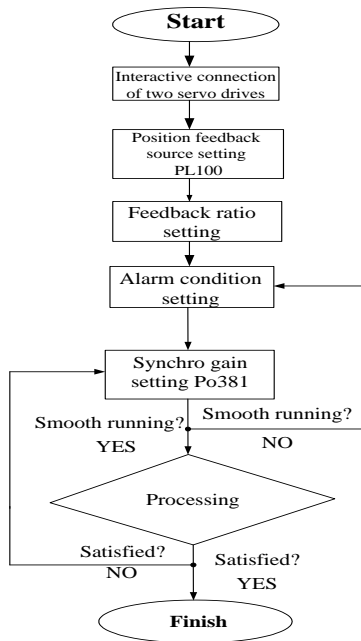 Start
Interactive connection
of two servo drives
Position feedback
source setting
PL100
Feedback ratio
setting
Alarm condition
setting
Synchro gain
setting Po381
Smooth running?
YES
Smooth running?
NO
Processing
Satisfied?
NO
Satisfied?
YES
Finish